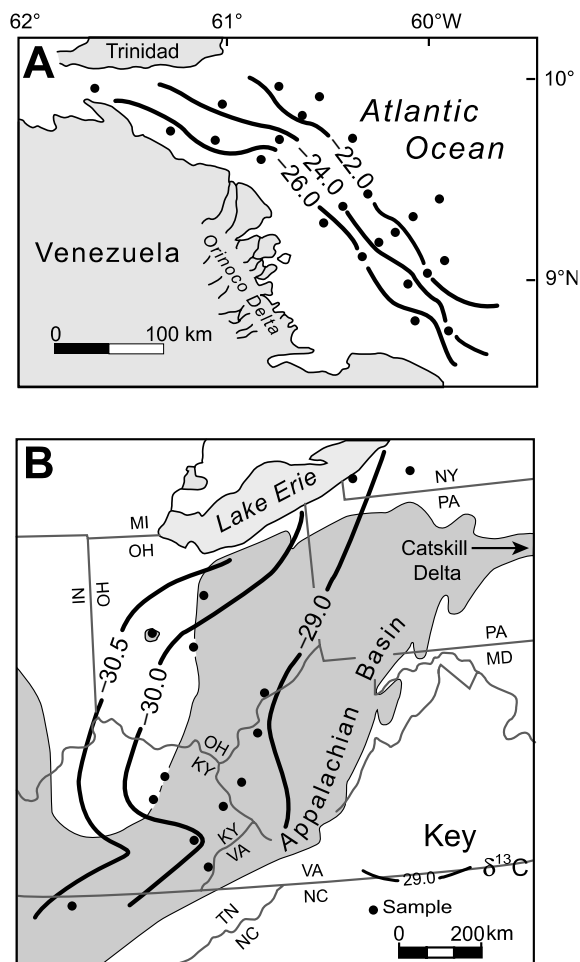 62°
61°
60°W
A
Trinidad
10°
Atlantic
Ocean
−22.0
−24.0
−26.0
Venezuela
Orinoco Delta
9°N
0 100 km
B
Lake Erie
NY
PA
MI
OH
Catskill
Delta
IN
OH
−29.0
−30.5
−30.0
PA
MD
Appalachian Basin
OH
KY
KY
VA
Key
VA
NC
29.0 δ¹³C
TN
NC
Sample
0 200km